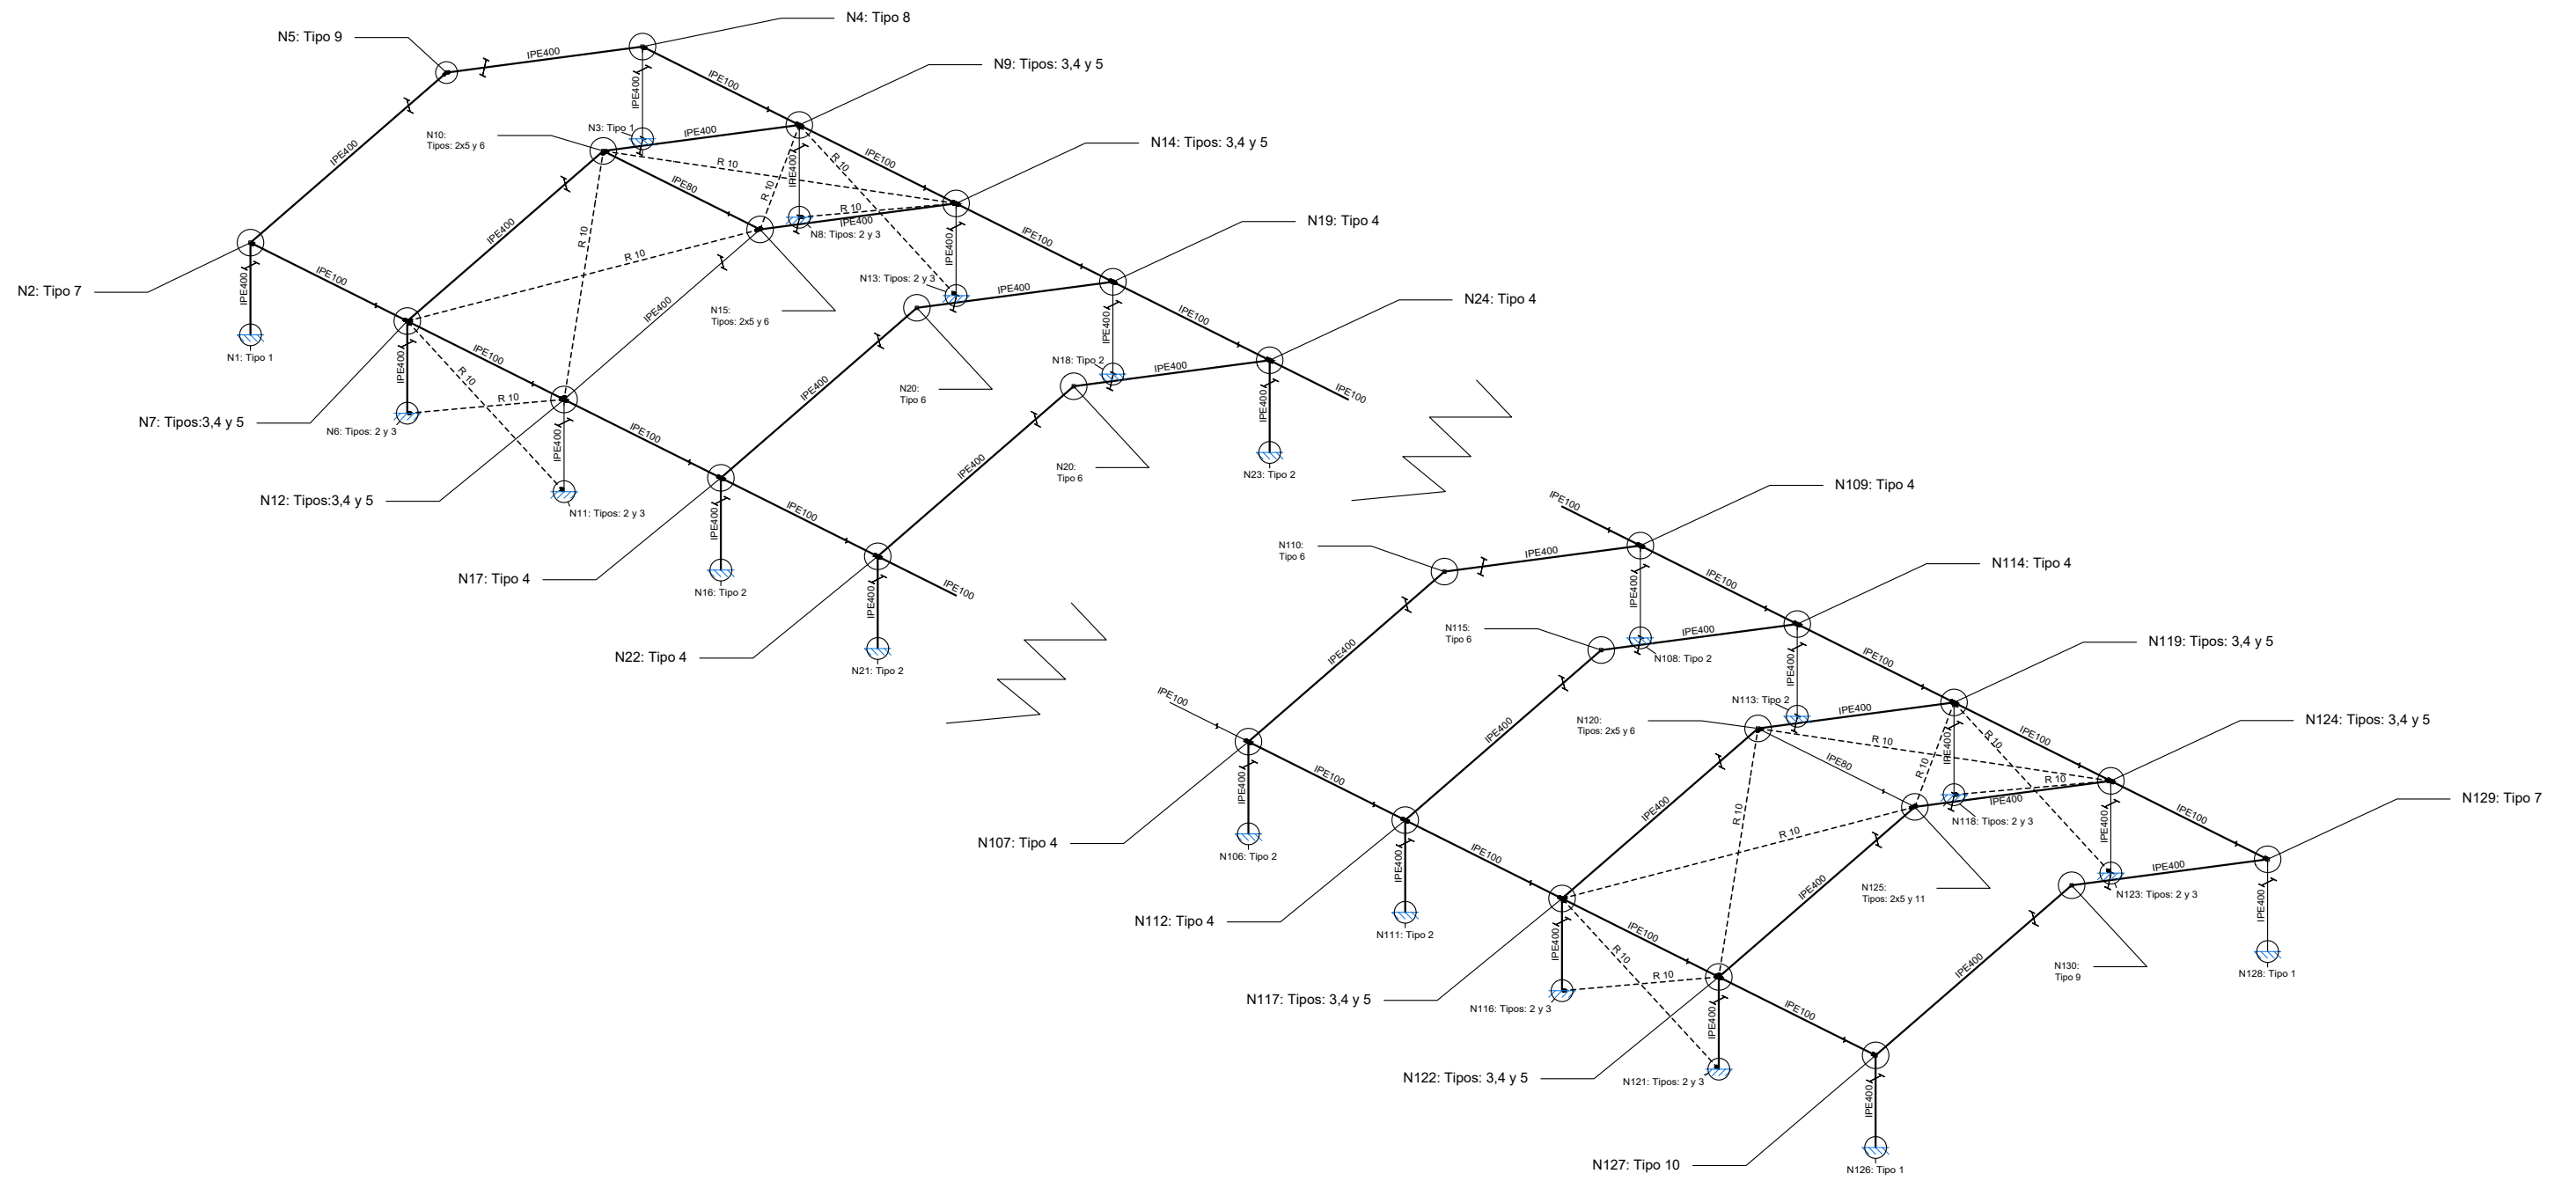 N4: Tipo 8
N5: Tipo 9
IPE400
N9: Tipos: 3,4 y 5
IPE100
IPE400
N3: Tipo 1
IPE400
N10:
Tipos: 2x5 y 6
N14: Tipos: 3,4 y 5
IPE400
IPE100
R 10
R 10
IPE400
IPE80
R 10
R 10
IPE400
N8: Tipos: 2 y 3
N19: Tipo 4
IPE400
R 10
IPE100
IPE400
R 10
N13: Tipos: 2 y 3
N2: Tipo 7
IPE100
IPE400
IPE400
N24: Tipo 4
N15:
Tipos: 2x5 y 6
IPE400
IPE100
IPE400
N1: Tipo 1
IPE100
IPE400
N18: Tipo 2
IPE400
R 10
IPE400
N20:
Tipo 6
IPE400
IPE100
R 10
N7: Tipos:3,4 y 5
N6: Tipos: 2 y 3
IPE100
IPE400
IPE400
N20:
Tipo 6
N23: Tipo 2
N109: Tipo 4
N12: Tipos:3,4 y 5
N11: Tipos: 2 y 3
IPE100
IPE100
IPE400
N110:
Tipo 6
IPE400
N114: Tipo 4
N17: Tipo 4
N16: Tipo 2
IPE100
IPE100
IPE400
IPE400
N115:
Tipo 6
IPE400
N119: Tipos: 3,4 y 5
N22: Tipo 4
N21: Tipo 2
IPE400
N108: Tipo 2
IPE100
IPE400
IPE100
N113: Tipo 2
IPE400
N120:
Tipos: 2x5 y 6
N124: Tipos: 3,4 y 5
IPE400
R 10
R 10
IPE100
IPE400
IPE80
R 10
R 10
IPE100
IPE400
IPE400
R 10
IPE400
N129: Tipo 7
N118: Tipos: 2 y 3
IPE100
IPE400
R 10
N107: Tipo 4
N106: Tipo 2
IPE100
IPE400
IPE400
IPE400
N125:
Tipos: 2x5 y 11
N123: Tipos: 2 y 3
IPE400
N112: Tipo 4
N111: Tipo 2
IPE100
IPE400
R 10
IPE400
N130:
Tipo 9
N128: Tipo 1
R 10
N117: Tipos: 3,4 y 5
N116: Tipos: 2 y 3
IPE100
IPE400
N122: Tipos: 3,4 y 5
N121: Tipos: 2 y 3
IPE400
N127: Tipo 10
N126: Tipo 1